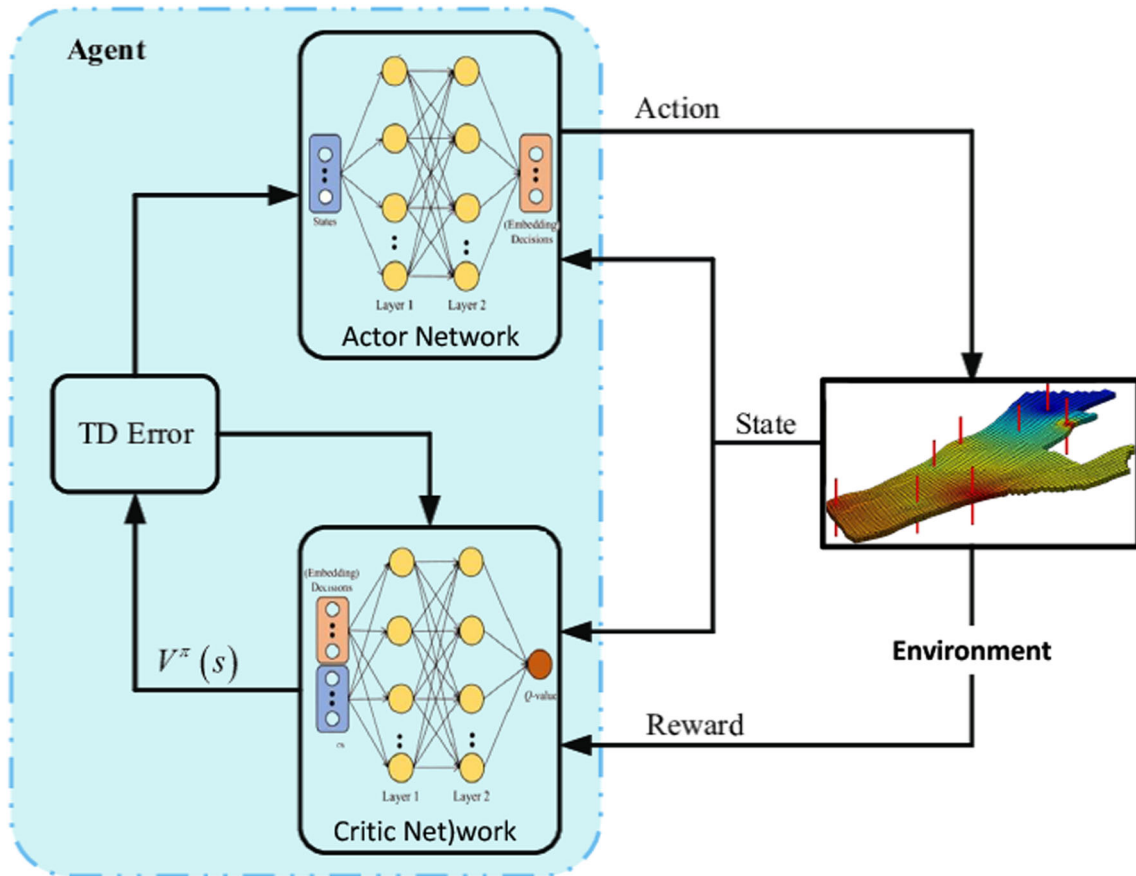 Agent
Action
States
(Embedding)
Decisions
Layer 1
Layer 2
Actor Network
TD Error
State
(Embedding)
Decisions
V^π (s)
Q-value
Environment
Reward
Layer 1
Layer 2
Critic Net)work